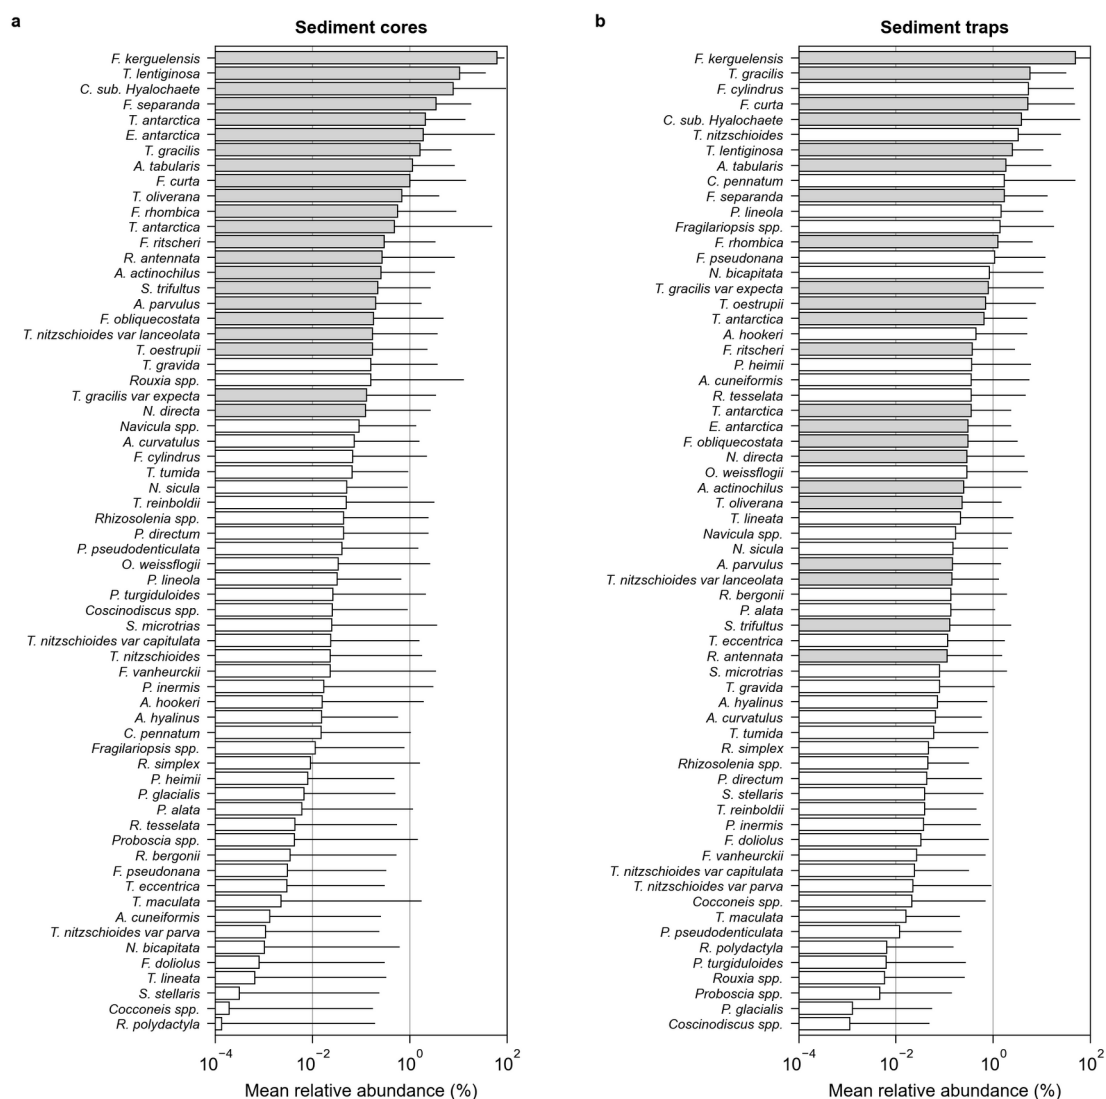 a
Sediment cores
F. kerguelensis
T. lentiginosa
C. sub. Hyalochaete
F. separanda
T. antarctica
E. antarctica
T. gracilis
A. tabularis
F. curta
T. oliverana
F. rhombica
T. antarctica
F. ritscheri
R. antennata
A. actinochilus
S. trifultus
A. parvulus
F. obliquecostata
T. nitzschioides var lanceolata
T. oestrupii
T. gravida
Rouxia spp.
T. gracilis var expecta
N. directa
Navicula spp.
A. curvatulus
F. cylindrus
T. tumida
N. sicula
T. reinboldii
Rhizosolenia spp.
P. directum
P. pseudodenticulata
O. weissflogii
P. lineola
P. turgiduloides
Coscinodiscus spp.
S. microtrias
T. nitzschioides var capitulata
T. nitzschioides
F. vanheurckii
P. inermis
A. hookeri
A. hyalinus
C. pennatum
Fragilariopsis spp.
R. simplex
P. heimii
P. glacialis
P. alata
R. tesselata
Proboscia spp.
R. bergonii
F. pseudonana
T. eccentrica
T. maculata
A. cuneiformis
T. nitzschioides var parva
N. bicapitata
F. doliolus
T. lineata
S. stellaris
Cocconeis spp.
R. polydactyla
10⁻⁴ 10⁻² 10⁰ 10²
Mean relative abundance (%)
b
Sediment traps
F. kerguelensis
T. gracilis
F. cylindrus
F. curta
C. sub. Hyalochaete
T. nitzschioides
T. lentiginosa
A. tabularis
C. pennatum
F. separanda
P. lineola
Fragilariopsis spp.
F. rhombica
F. pseudonana
N. bicapitata
T. gracilis var expecta
T. oestrupii
T. antarctica
A. hookeri
F. ritscheri
P. heimii
A. cuneiformis
R. tesselata
T. antarctica
E. antarctica
F. obliquecostata
N. directa
O. weissflogii
A. actinochilus
T. oliverana
T. lineata
Navicula spp.
N. sicula
A. parvulus
T. nitzschioides var lanceolata
R. bergonii
P. alata
S. trifultus
T. eccentrica
R. antennata
S. microtrias
T. gravida
A. hyalinus
A. curvatulus
T. tumida
R. simplex
Rhizosolenia spp.
P. directum
S. stellaris
T. reinboldii
P. inermis
F. doliolus
F. vanheurckii
T. nitzschioides var capitulata
T. nitzschioides var parva
Cocconeis spp.
T. maculata
P. pseudodenticulata
R. polydactyla
P. turgiduloides
Rouxia spp.
Proboscia spp.
P. glacialis
Coscinodiscus spp.
10⁻⁴ 10⁻² 10⁰ 10²
Mean relative abundance (%)